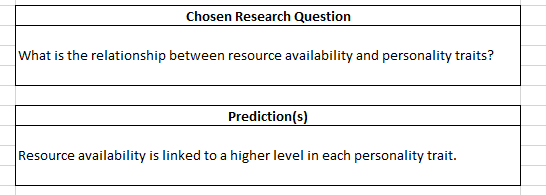 Chosen Research Question
What is the relationship between resource availability and personality traits?
Prediction(s)
Resource availability is linked to a higher level in each personality trait.